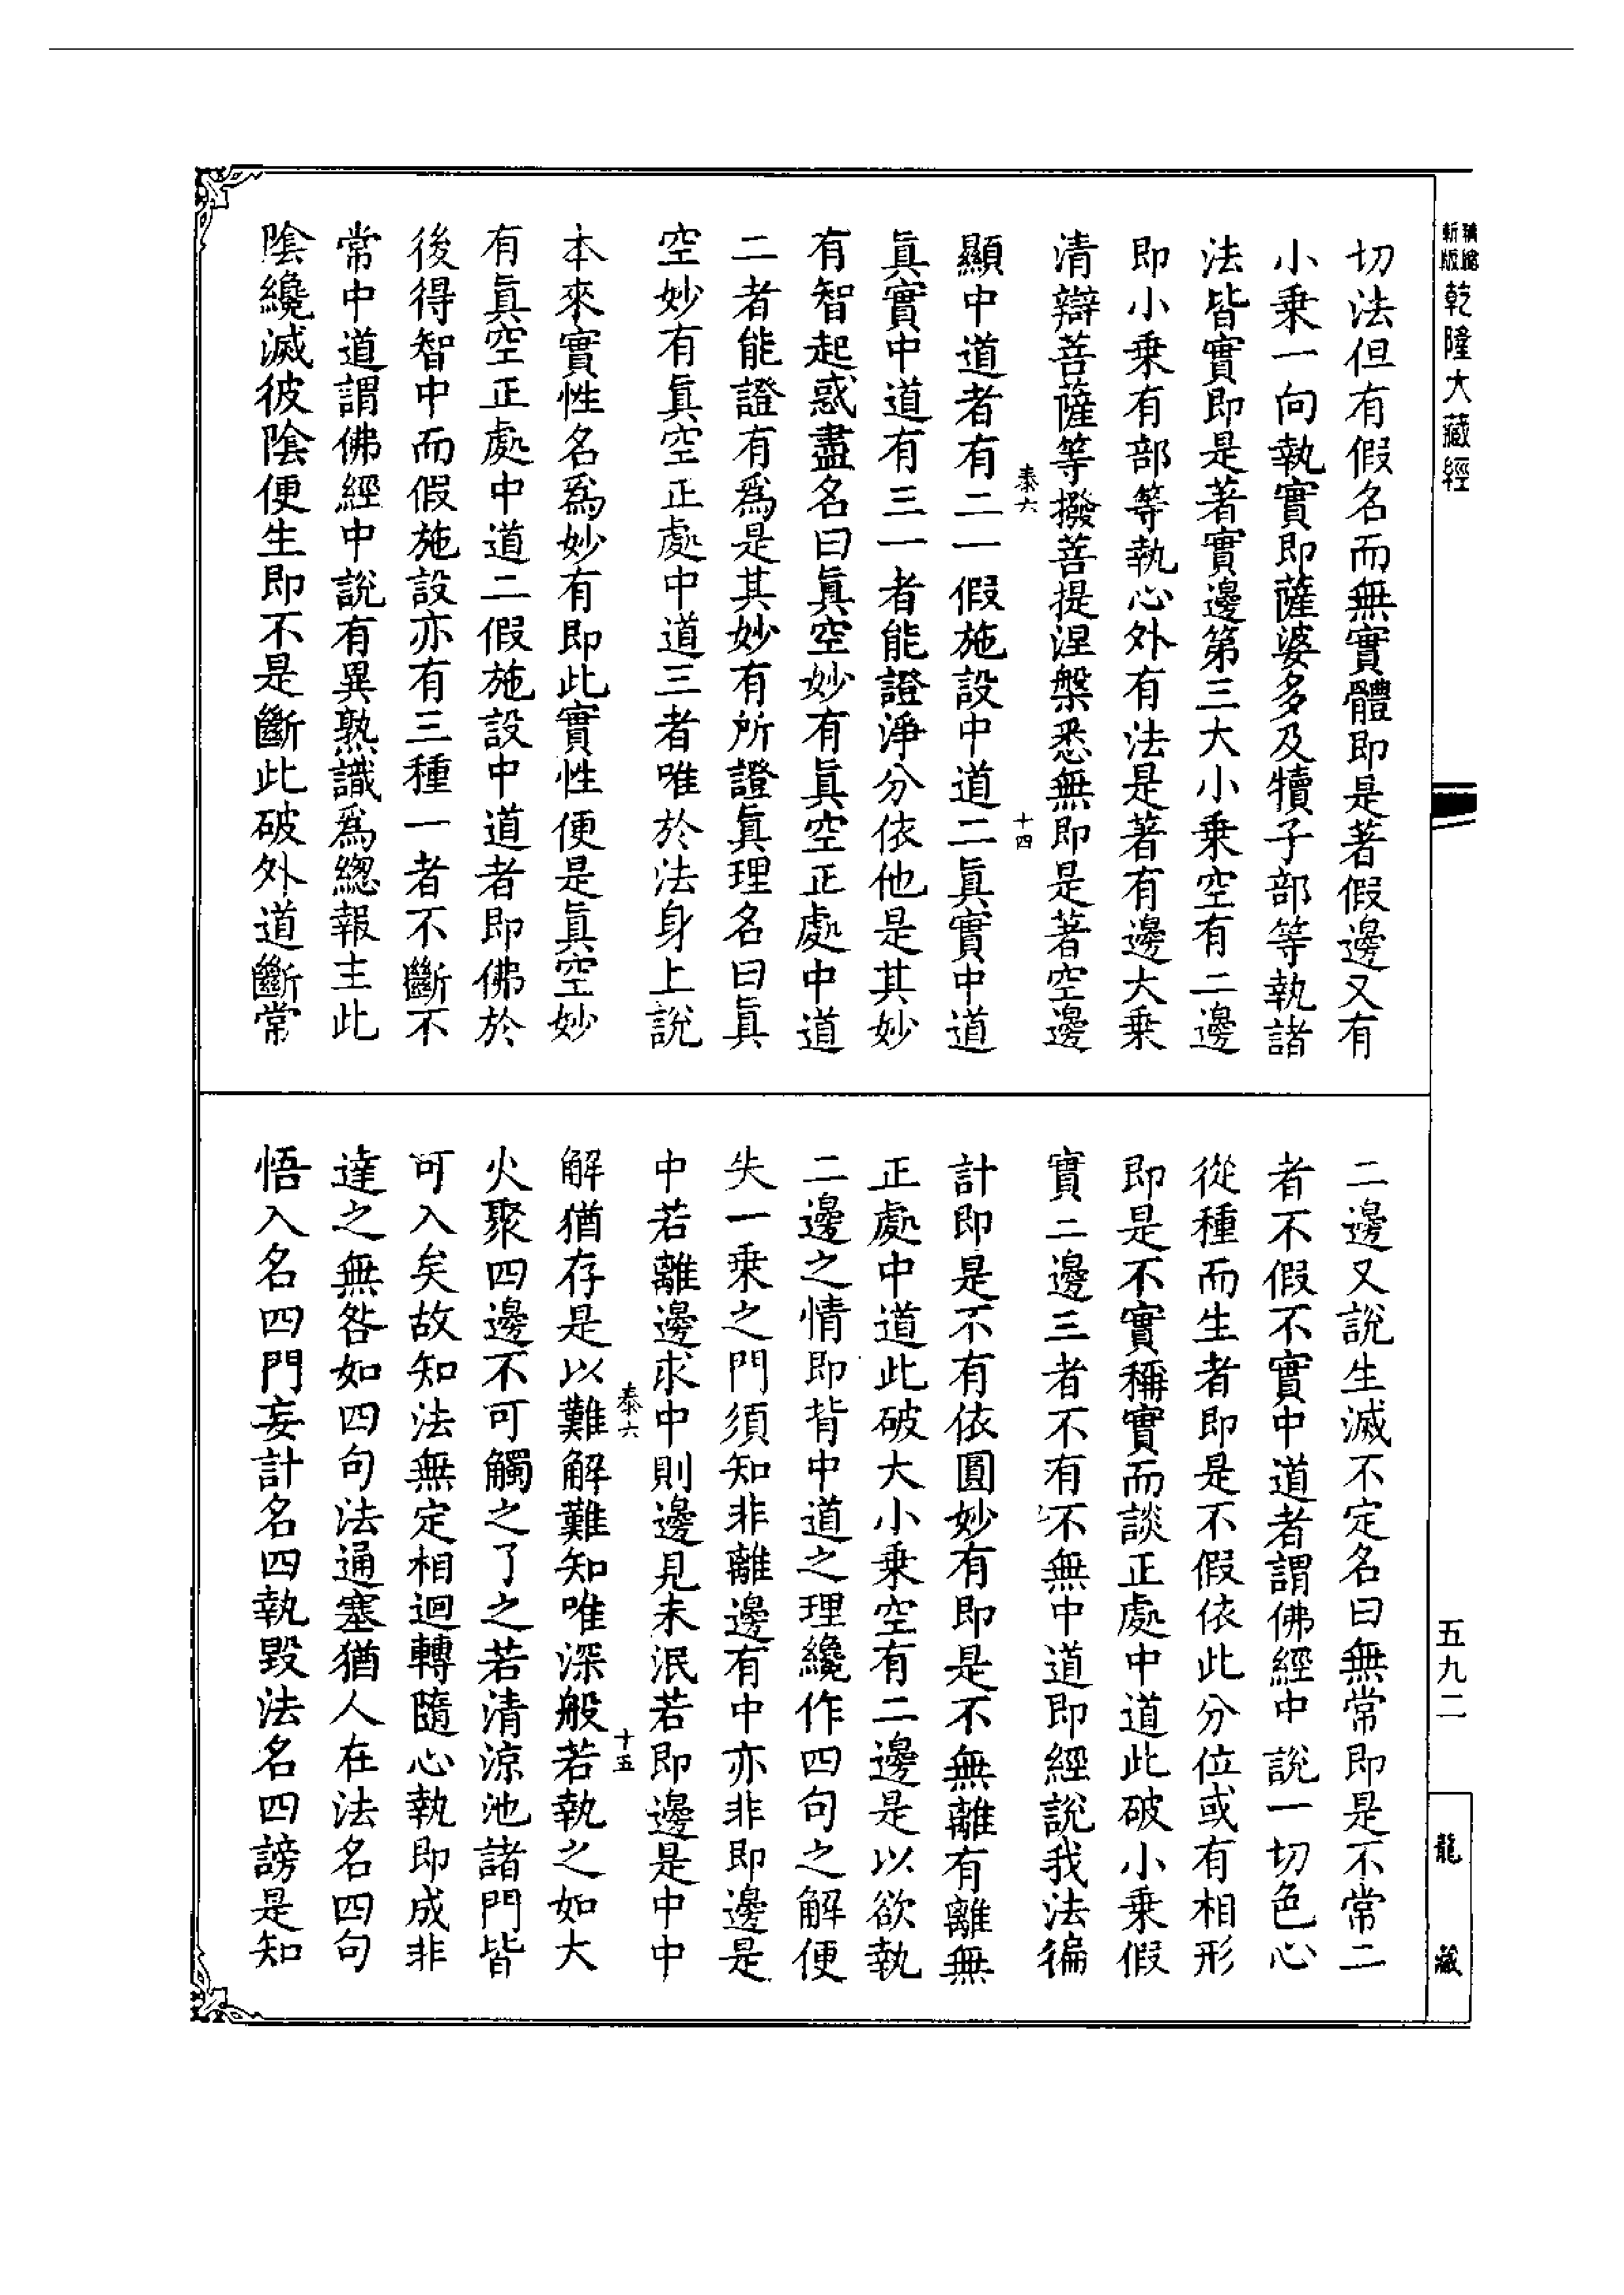 新版精縮乾隆大藏經
切法但有假名而無實體即是著假邊又有
小乗一向執實即薩婆多及犢子部等執諸
法皆實即是著實邊第三大小乗空有二邊
即小乗有部等執心外有法是著有邊大乗
清辯菩薩等撥菩提涅槃悉無即是著空邊
泰六 十四
顯中道者有二一假施設中道二眞實中道
眞實中道有三一者能證淨分依他是其妙
有智起惑盡名曰眞空妙有眞空正處中道
二者能證有爲是其妙有所證眞理名曰眞
空妙有眞空正處中道三者唯於法身上說
本來實性名爲妙有即此實性便是眞空妙
有眞空正處中道二假施設中道者即佛於
後得智中而假施設亦有三種一者不斷不
常中道謂佛經中說有異熟識爲緫報主此
陰纔滅彼陰便生即不是斷此破外道斷常
二邊又說生滅不定名曰無常即是不常二
者不假不實中道者謂佛經中說一切色心
從種而生者即是不假依此分位或有相形
即是不實稱實而談正處中道此破小乗假
實二邊三者不有不無中道即經說我法徧
計即是不有依圓妙有即是不無離有離無
正處中道此破大小乗空有二邊是以欲執
二邊之情即背中道之理纔作四句之解便
失一乗之門須知非離邊有中亦非即邊是
中若離邊求中則邊見未泯若即邊是中中
泰六 十五
解猶存是以難解難知唯深般若執之如大
火聚四邊不可觸之了之若清涼池諸門皆
可入矣故知法無定相迴轉隨心執即成非
達之無咎如四句法通塞猶人在法名四句
悟入名四門妄計名四執毀法名四謗是知
五九二
龍藏